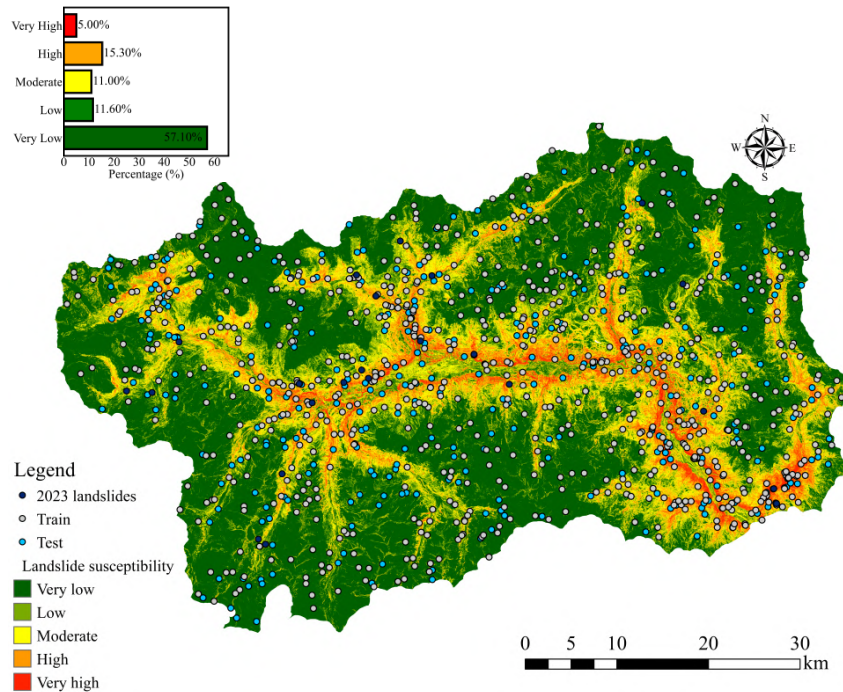 Very High 5.00%
High 15.30%
Moderate 11.00%
Low 11.60%
Very Low 57.10%
0 10 20 30 40 50 60
Percentage (%)
N
W E
S
Legend
2023 landslides
Train
Test
Landslide susceptibility
Very low
Low
Moderate
High
Very high
0 5 10 20 30
km